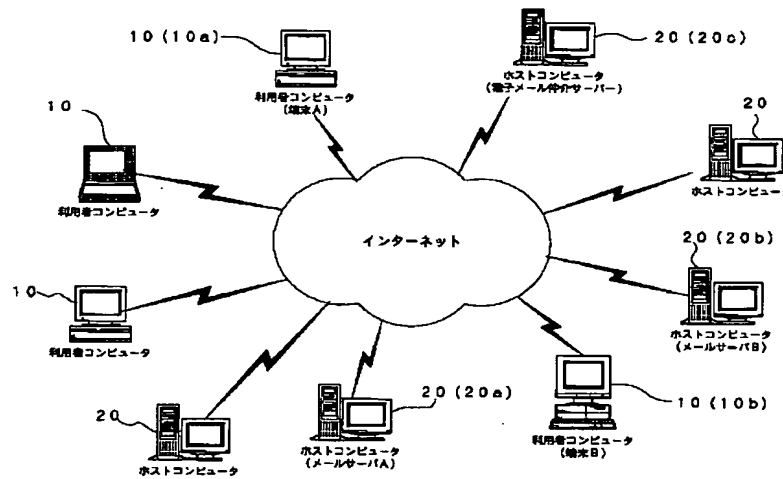 10(10a)
利用者コンピュータ
(端末A)
20(20c)
ホストコンピュータ
(電子メール仲介サーバー)
10
利用者コンピュータ
20
ホストコンピュー
インターネット
20(20b)
ホストコンピュータ
(メールサーバB)
10
利用者コンピュータ
20
ホストコンピュータ
20(20a)
ホストコンピュータ
(メールサーバA)
10(10b)
利用者コンピュータ
(端末B)